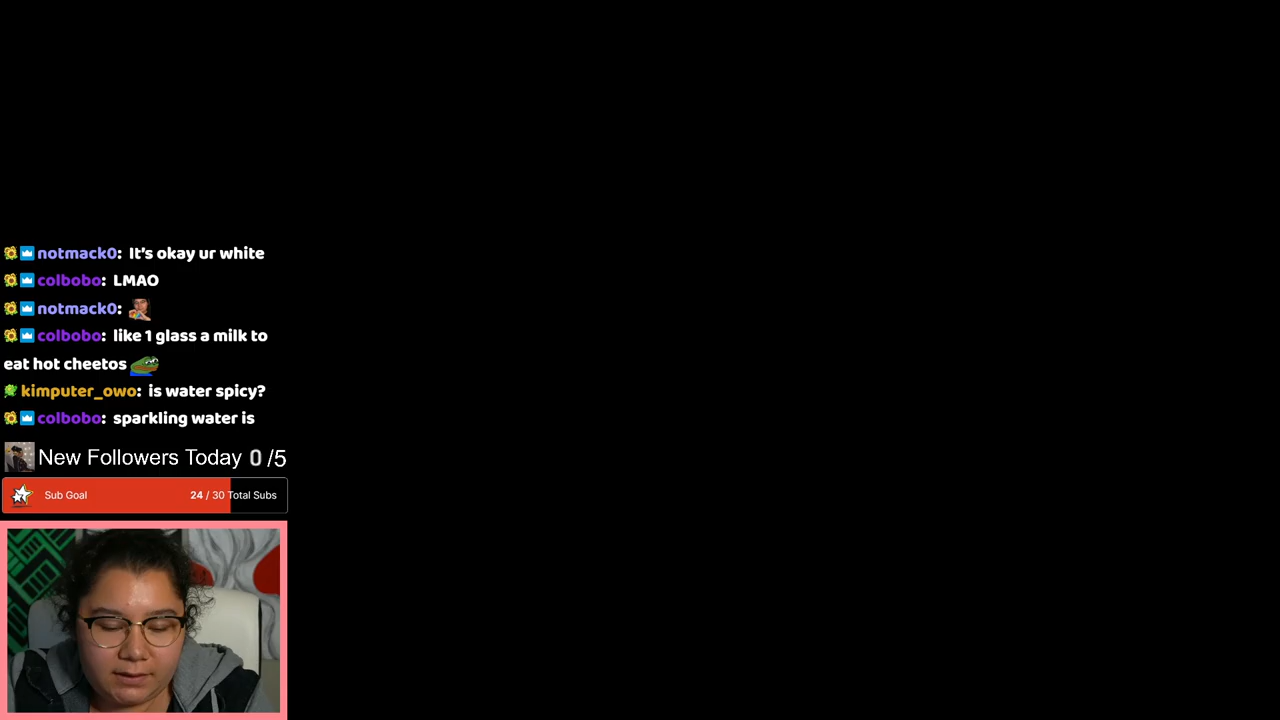 notmack0: It's okay ur white
colbobo: LMAO
notmack0:
colbobo: like 1 glass a milk to
eat hot cheetos
kimputer_owo: is water spicy?
colbobo: sparkling water is
New Followers Today 0 /5
Sub Goal 24 / 30 Total Subs